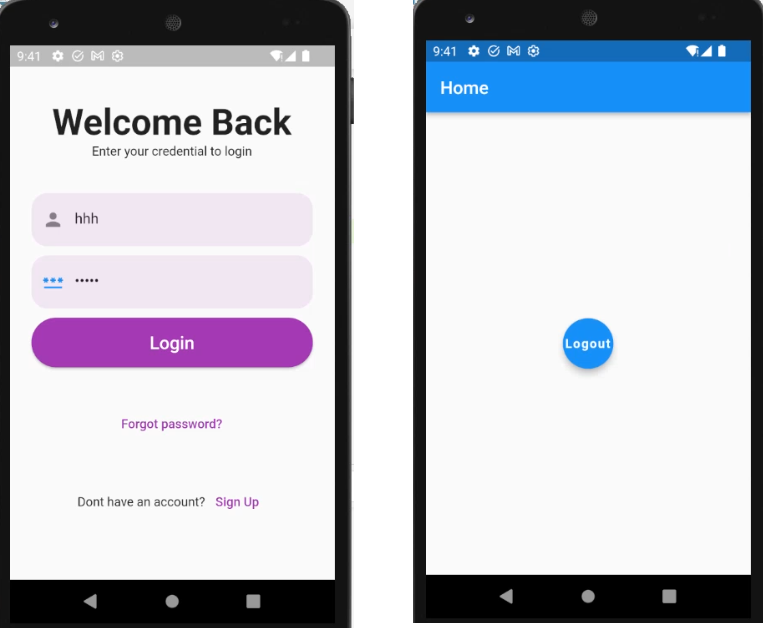 9:41
Welcome Back
Enter your credential to login
hhh
•••••
Login
Forgot password?
Dont have an account? Sign Up
9:41
Home
Logout